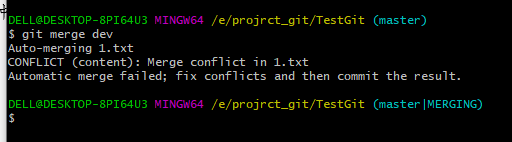 DELL@DESKTOP-8PI64U3 MINGW64 /e/projrct_git/TestGit (master)
$ git merge dev
Auto-merging 1.txt
CONFLICT (content): Merge conflict in 1.txt
Automatic merge failed; fix conflicts and then commit the result.
DELL@DESKTOP-8PI64U3 MINGW64 /e/projrct_git/TestGit (master|MERGING)
$